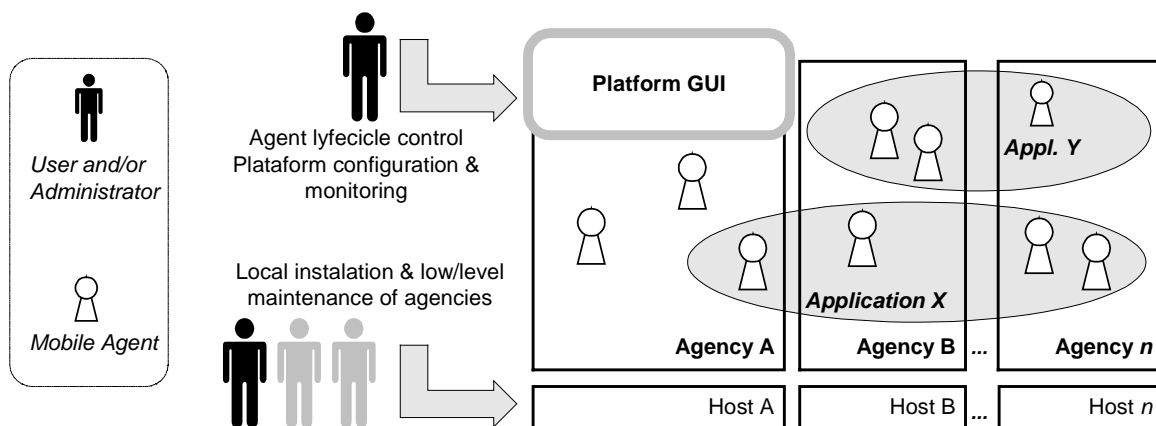 User and/or
Administrator
Mobile Agent
Agent lyfecicle control
Plataform configuration &
monitoring
Local instalation & low/level
maintenance of agencies
Platform GUI
Appl. Y
Application X
Agency A
Agency B
...
Agency n
Host A
Host B
...
Host n